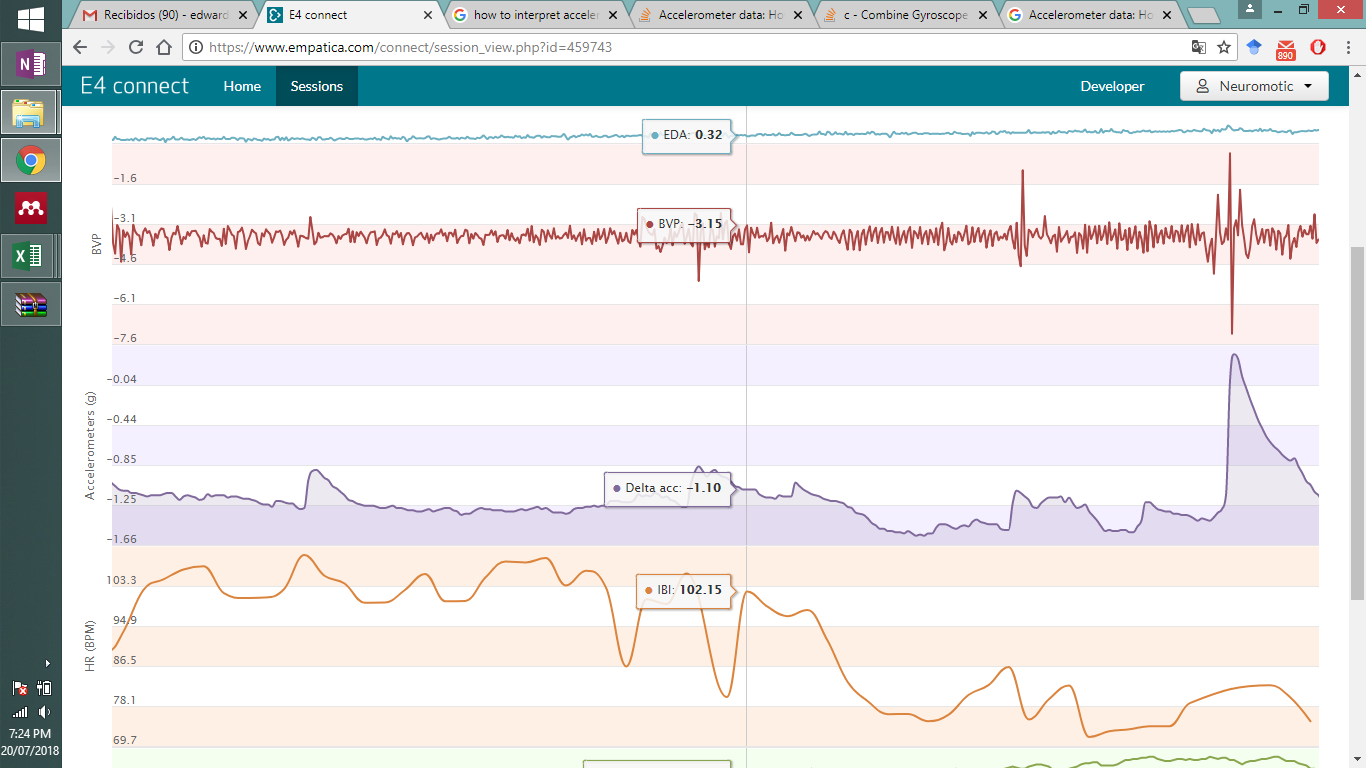 Recibidos (90) - edward
E4 connect
how to interpret acceler
Accelerometer data: Ho
c - Combine Gyroscope
Accelerometer data: Ho
https://www.empatica.com/connect/session_view.php?id=459743
890
E4 connect
Home
Sessions
Developer
Neuromotic
EDA: 0.32
BVP
−1.6
−3.1
BVP: −3.15
−4.6
−6.1
−7.6
Accelerometers (g)
−0.04
−0.44
−0.85
Delta acc: −1.10
−1.25
−1.66
HR (BPM)
103.3
IBI: 102.15
94.9
86.5
78.1
69.7
7:24 PM
20/07/2018